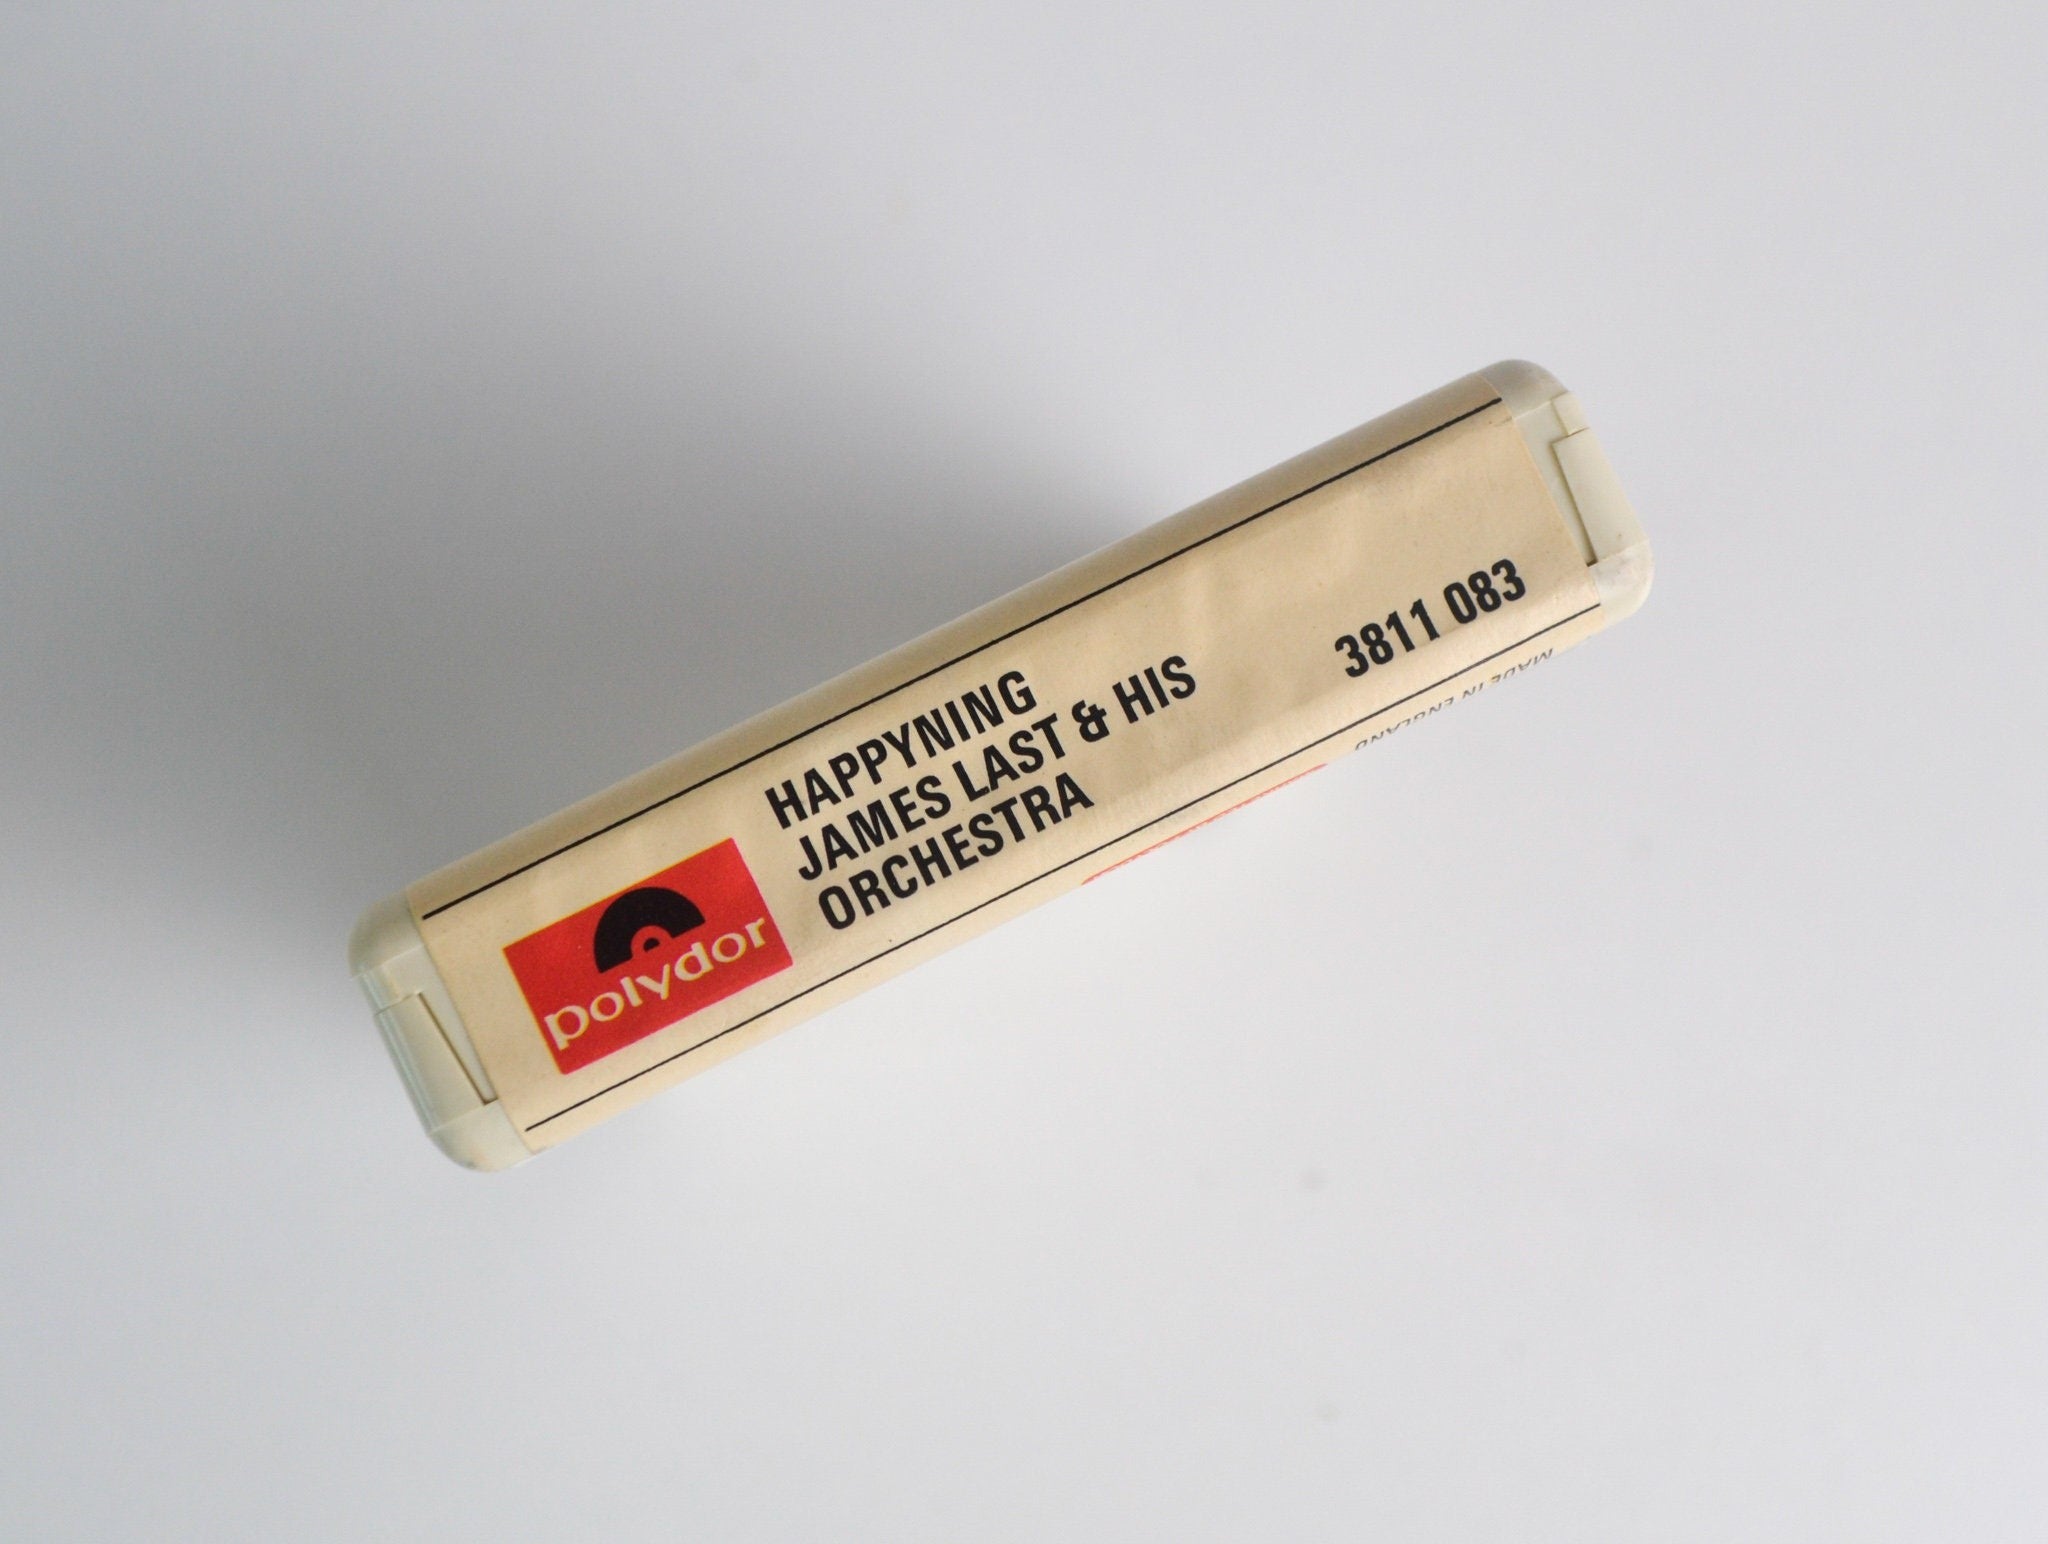 polydor
HAPPYNING
JAMES LAST & HIS
ORCHESTRA
3811 083
MADE IN ENGLAND